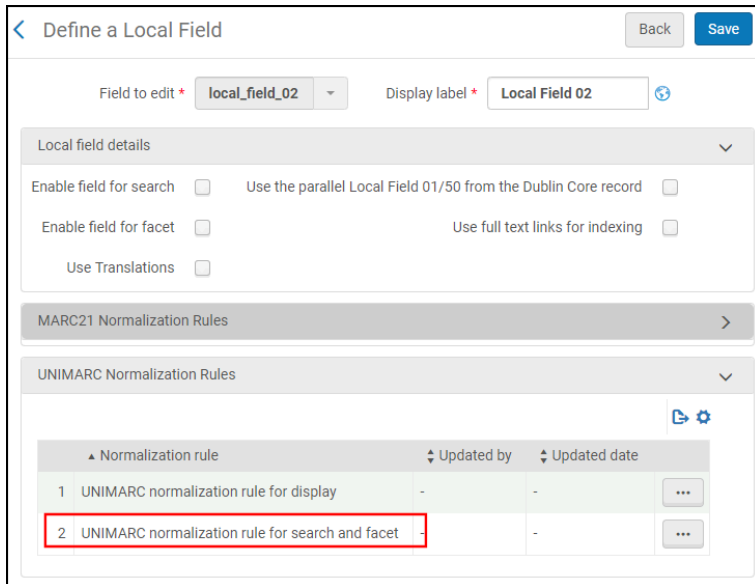 Define a Local Field Back Save
Field to edit * local_field_02 Display label * Local Field 02
Local field details
Enable field for search Use the parallel Local Field 01/50 from the Dublin Core record
Enable field for facet Use full text links for indexing
Use Translations
MARC21 Normalization Rules
UNIMARC Normalization Rules
Normalization rule Updated by Updated date
1 UNIMARC normalization rule for display - - ...
2 UNIMARC normalization rule for search and facet - - ...